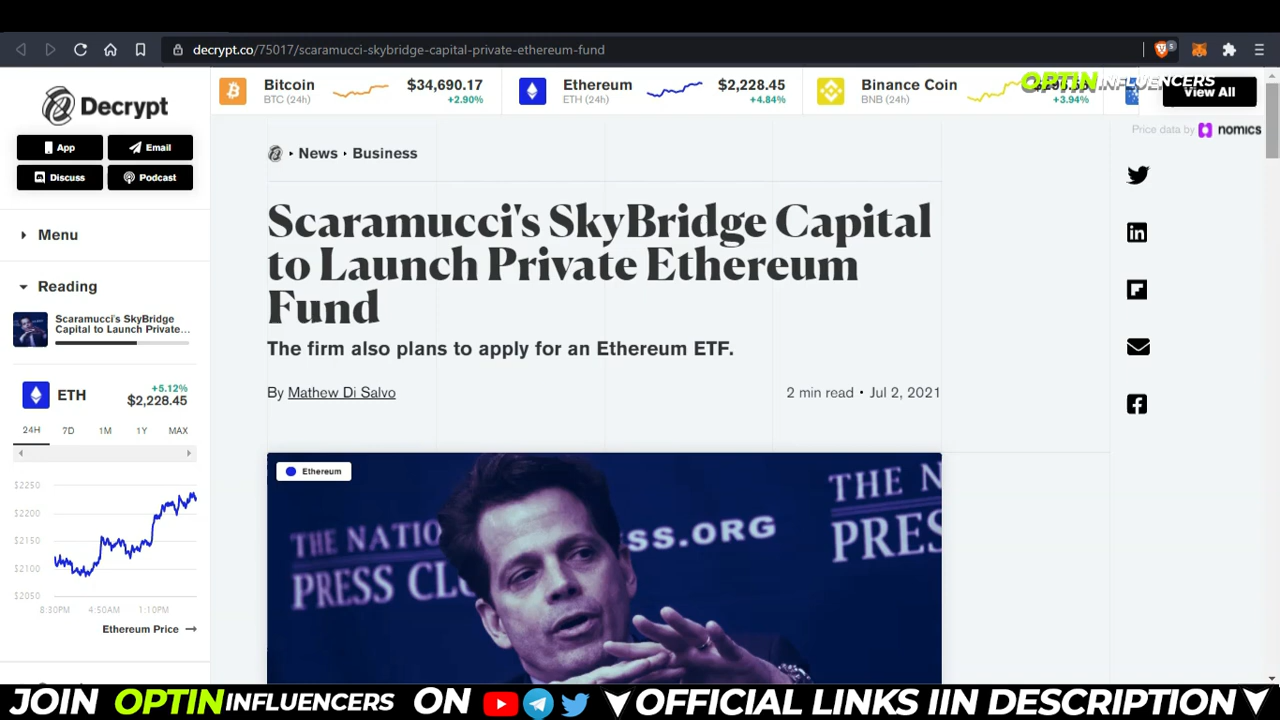 decrypt.co/75017/scaramucci-skybridge-capital-private-ethereum-fund
5
Decrypt
App
Email
Discuss
Podcast
Menu
Reading
Scaramucci's SkyBridge
Capital to Launch Private...
ETH
+5.12%
$2,228.45
24H 7D 1M 1Y MAX
$2250
$2200
$2150
$2100
$2050
8:30PM 4:50AM 1:10PM
Ethereum Price →
Bitcoin $34,690.17
BTC (24h) +2.90%
Ethereum $2,228.45
ETH (24h) +4.84%
Binance Coin
BNB (24h) +3.94%
OPTIN INFLUENCERS
View All
Price data by nomics
News • Business
Scaramucci's SkyBridge Capital
to Launch Private Ethereum
Fund
The firm also plans to apply for an Ethereum ETF.
By Mathew Di Salvo
2 min read • Jul 2, 2021
Ethereum
THE NATIO
PRESS CLU
SS.ORG
THE N
PRES
JOIN OPTIN INFLUENCERS ON OFFICIAL LINKS IIN DESCRIPTION